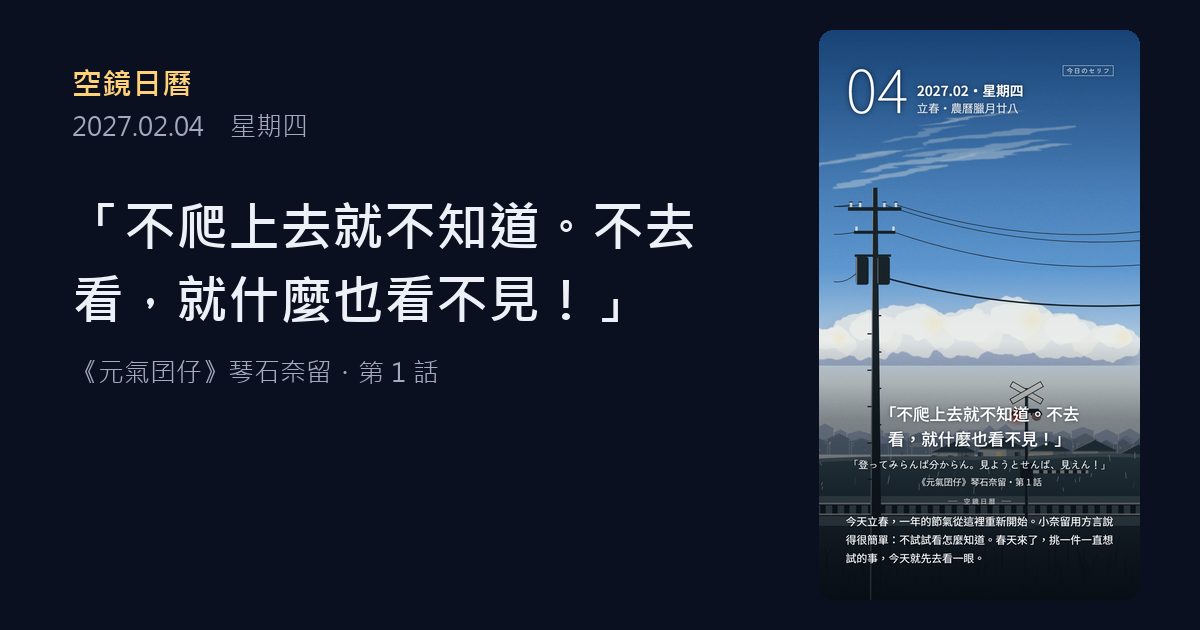 空鏡日曆
2027.02.04　星期四
「不爬上去就不知道。不去
看，就什麼也看不見！」
《元氣囝仔》琴石奈留・第 1 話
04
2027.02・星期四
立春・農曆臘月廿八
今日のセリフ
「不爬上去就不知道。不去
看，就什麼也看不見！」
「登ってみらんば分からん。見ようとせんば、見えん！」
《元氣囝仔》琴石奈留・第 1 話
空鏡日曆
今天立春，一年的節氣從這裡重新開始。小奈留用方言說
得很簡單：不試試看怎麼知道。春天來了，挑一件一直想
試的事，今天就先去看一眼。